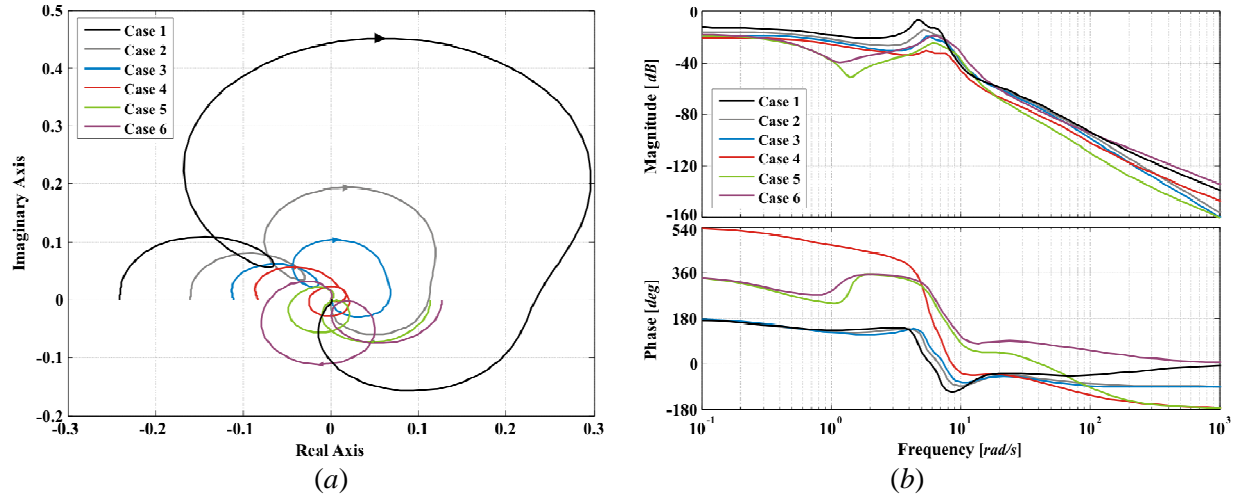 0.5
0.4
0.3
0.2
0.1
0
-0.1
-0.2
Imaginary Axis
Case 1
Case 2
Case 3
Case 4
Case 5
Case 6
-0.3
-0.2
-0.1
0
0.1
0.2
0.3
Real Axis
(a)
0
-40
-80
-120
-160
Magnitude [dB]
Case 1
Case 2
Case 3
Case 4
Case 5
Case 6
540
360
180
0
-180
Phase [deg]
10^-1
10^0
10^1
10^2
10^3
Frequency [rad/s]
(b)